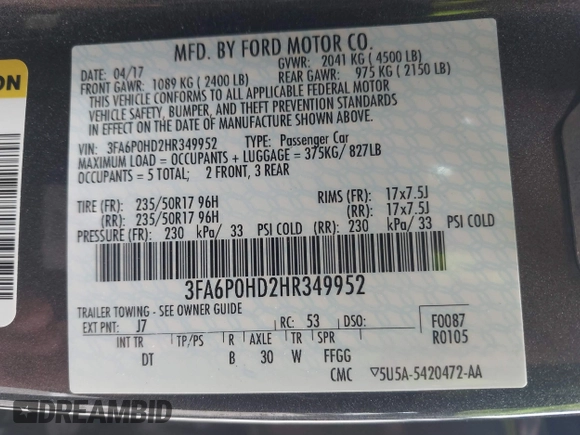 ON
MFD. BY FORD MOTOR CO.
DATE: 04/17 GVWR: 2041 KG ( 4500 LB)
FRONT GAWR: 1089 KG ( 2400 LB) REAR GAWR: 975 KG ( 2150 LB)
THIS VEHICLE CONFORMS TO ALL APPLICABLE FEDERAL MOTOR
VEHICLE SAFETY, BUMPER, AND THEFT PREVENTION STANDARDS
IN EFFECT ON THE DATE OF MANUFACTURE SHOWN ABOVE.
VIN: 3FA6P0HD2HR349952 TYPE: Passenger Car
MAXIMUM LOAD = OCCUPANTS + LUGGAGE = 375KG/ 827LB
OCCUPANTS = 5 TOTAL; 2 FRONT, 3 REAR
TIRE (FR): 235/50R17 96H RIMS (FR): 17x7.5J
(RR): 235/50R17 96H (RR): 17x7.5J
PRESSURE (FR): 230 kPa/ 33 PSI COLD (RR): 230 kPa/ 33 PSI COLD
3FA6P0HD2HR349952
TRAILER TOWING - SEE OWNER GUIDE
EXT PNT: J7 RC: 53 DSO: F0087
INT TR TP/PS R AXLE TR SPR R0105
DT B 30 W FFGG
CMC ▽5U5A-5420472-AA
DREAMBID